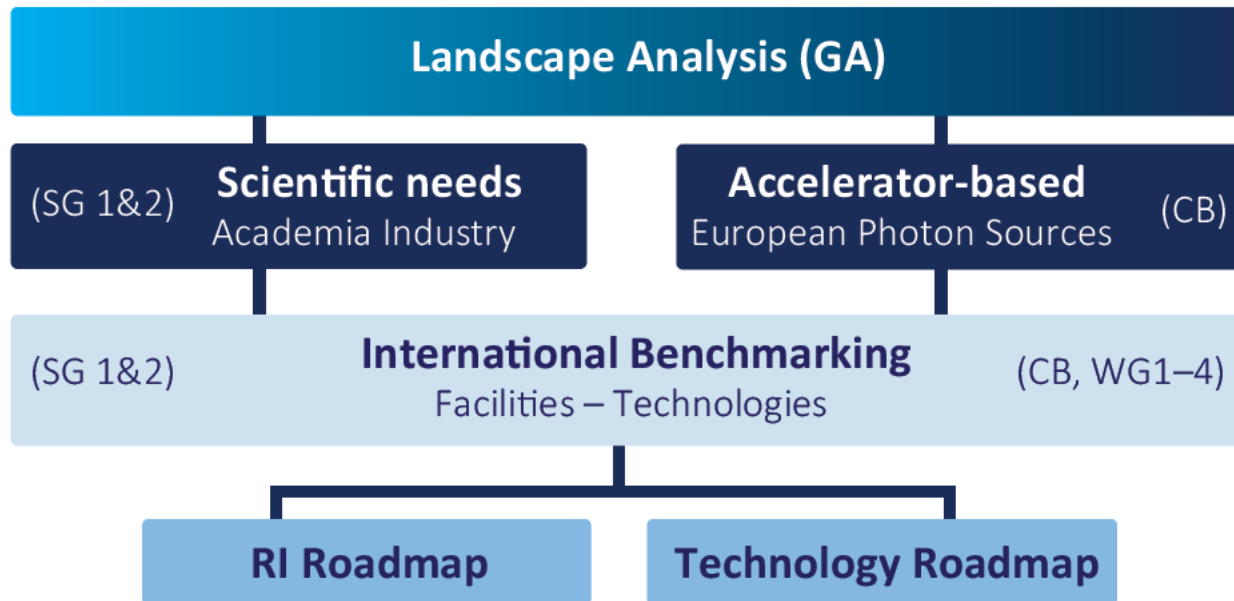 Landscape Analysis (GA)
(SG 1&2)
Scientific needs
Academia Industry
Accelerator-based
European Photon Sources
(CB)
(SG 1&2)
International Benchmarking
Facilities – Technologies
(CB, WG1–4)
RI Roadmap
Technology Roadmap